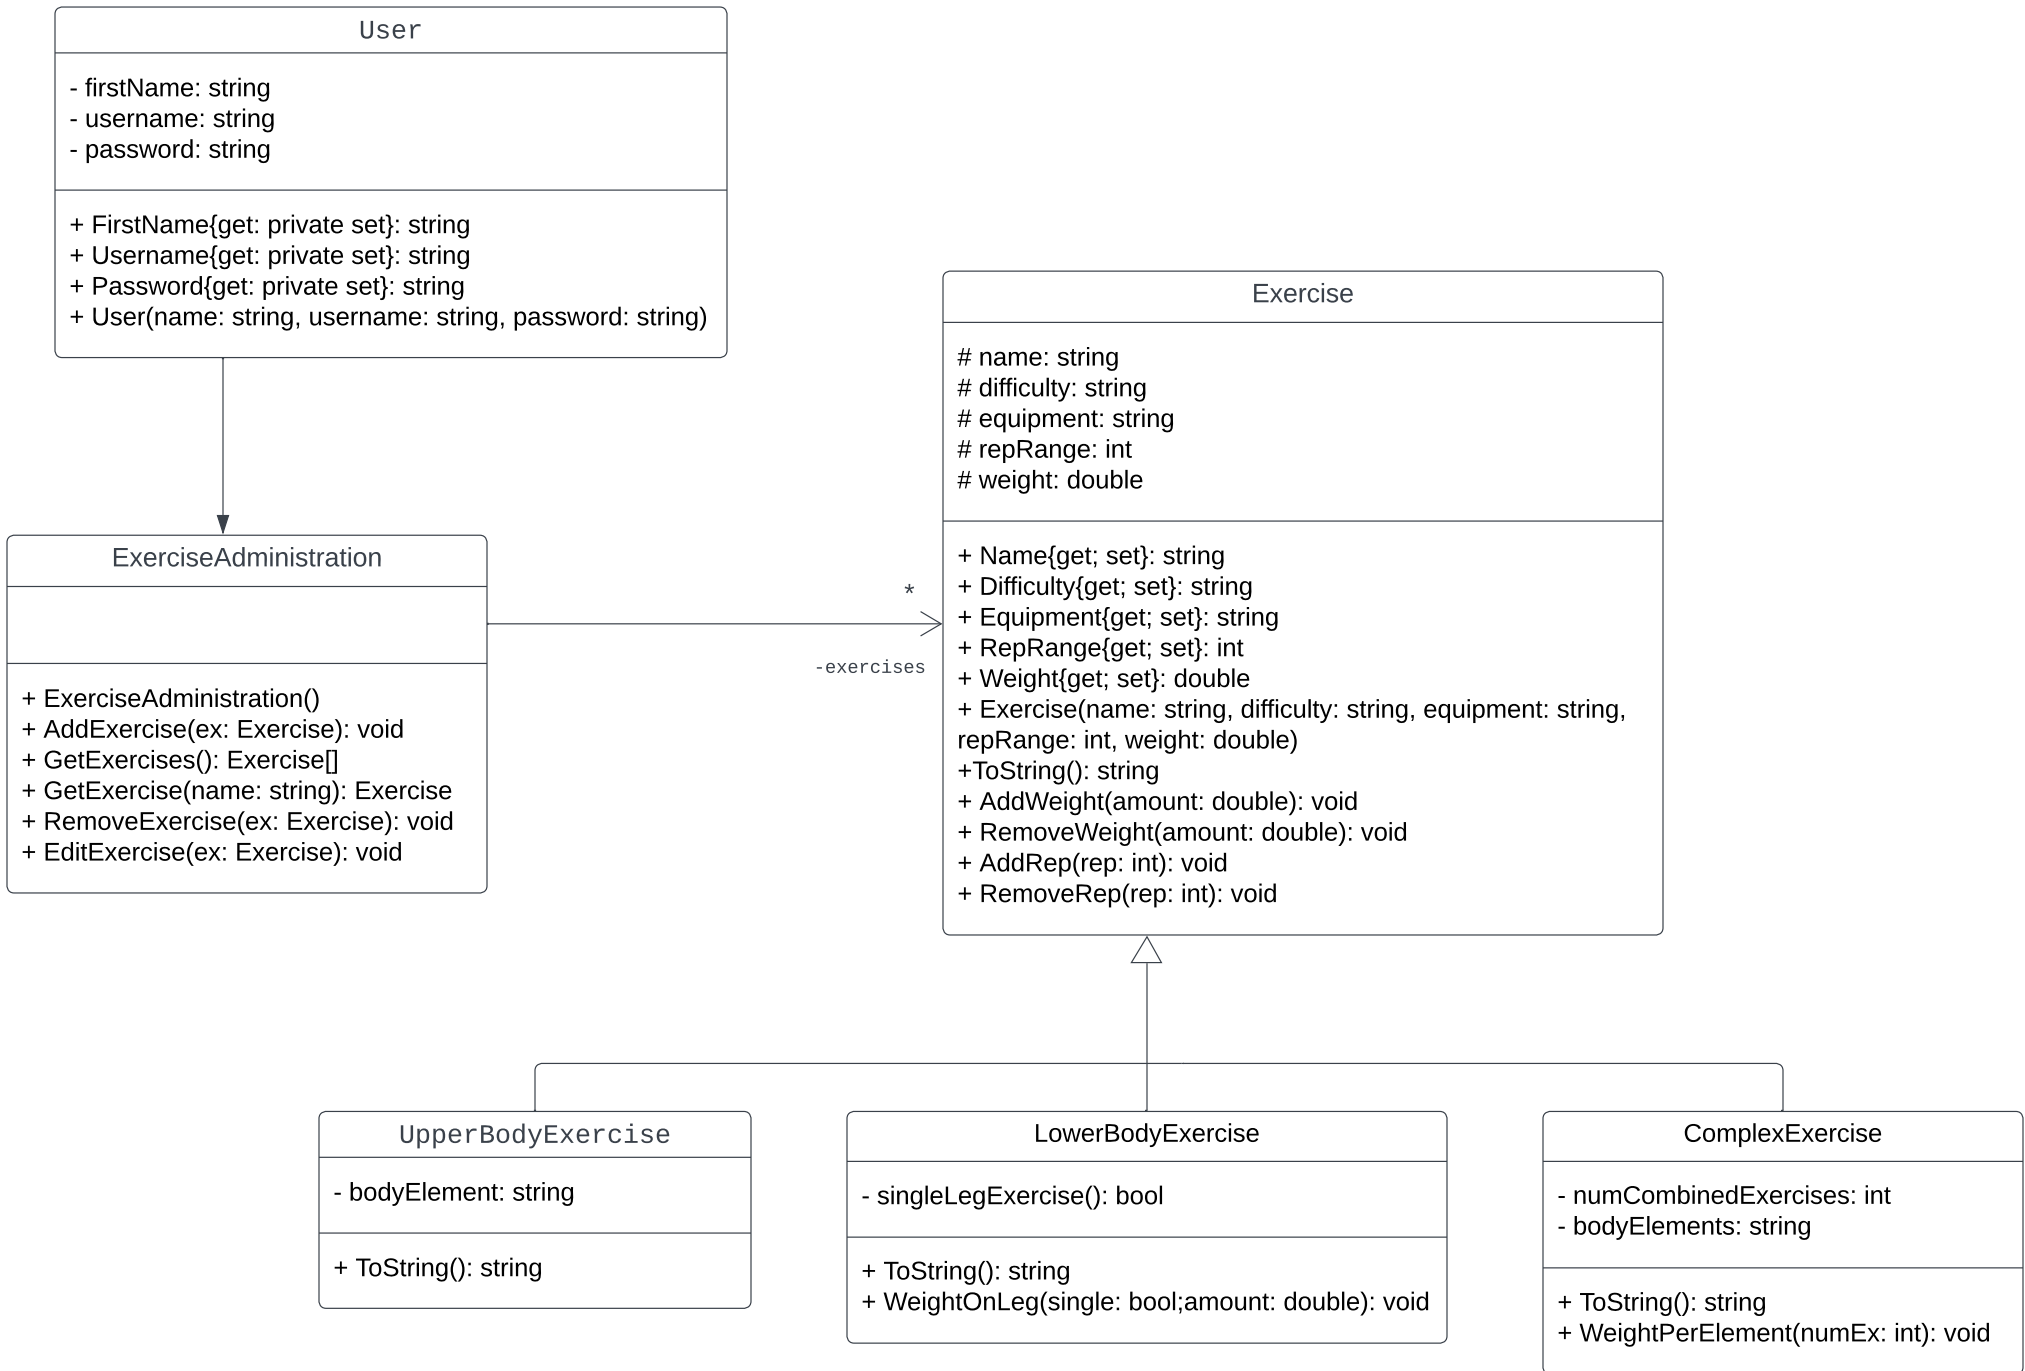 User
- firstName: string
- username: string
- password: string
+ FirstName{get: private set}: string
+ Username{get: private set}: string
+ Password{get: private set}: string
+ User(name: string, username: string, password: string)
Exercise
# name: string
# difficulty: string
# equipment: string
# repRange: int
# weight: double
+ Name{get; set}: string
+ Difficulty{get; set}: string
+ Equipment{get; set}: string
+ RepRange{get; set}: int
+ Weight{get; set}: double
+ Exercise(name: string, difficulty: string, equipment: string,
repRange: int, weight: double)
+ToString(): string
+ AddWeight(amount: double): void
+ RemoveWeight(amount: double): void
+ AddRep(rep: int): void
+ RemoveRep(rep: int): void
ExerciseAdministration
+ ExerciseAdministration()
+ AddExercise(ex: Exercise): void
+ GetExercises(): Exercise[]
+ GetExercise(name: string): Exercise
+ RemoveExercise(ex: Exercise): void
+ EditExercise(ex: Exercise): void
*
-exercises
UpperBodyExercise
- bodyElement: string
+ ToString(): string
LowerBodyExercise
- singleLegExercise(): bool
+ ToString(): string
+ WeightOnLeg(single: bool;amount: double): void
ComplexExercise
- numCombinedExercises: int
- bodyElements: string
+ ToString(): string
+ WeightPerElement(numEx: int): void